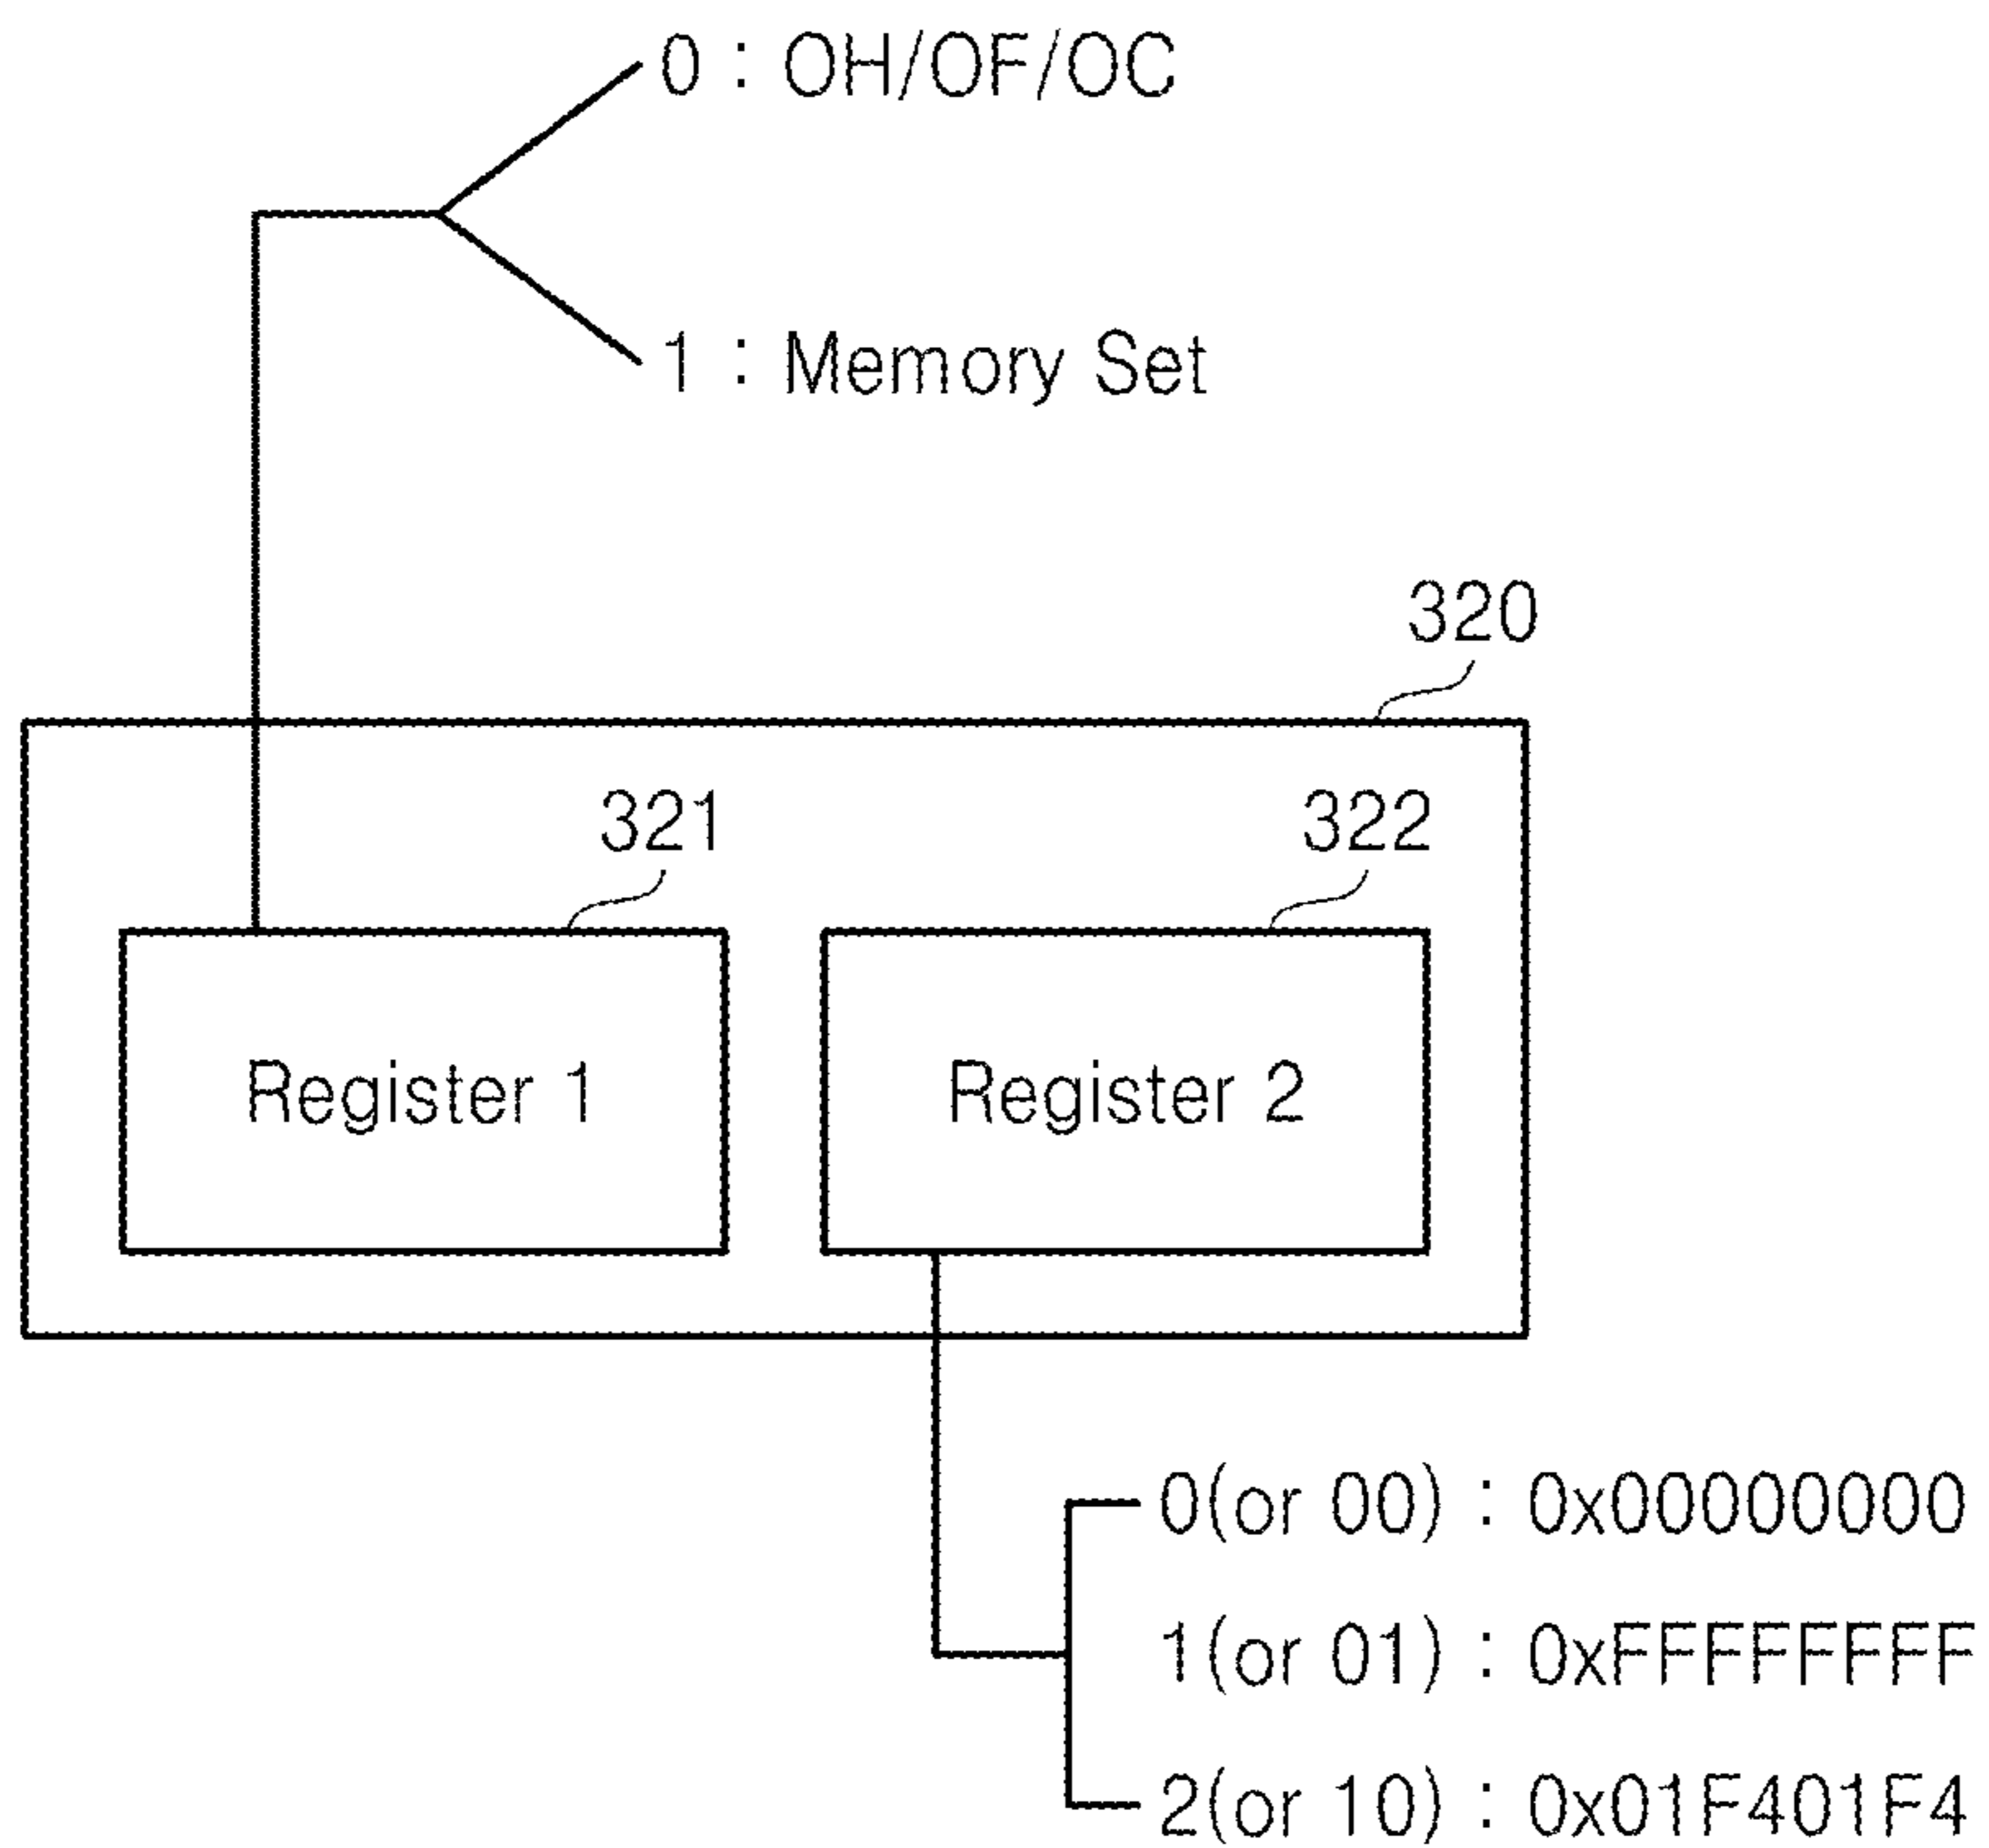 0 : OH/OF/OC
1 : Memory Set
320
321
322
Register 1
Register 2
0(or 00) : 0x00000000
1(or 01) : 0xFFFFFFFF
2(or 10) : 0x01F401F4